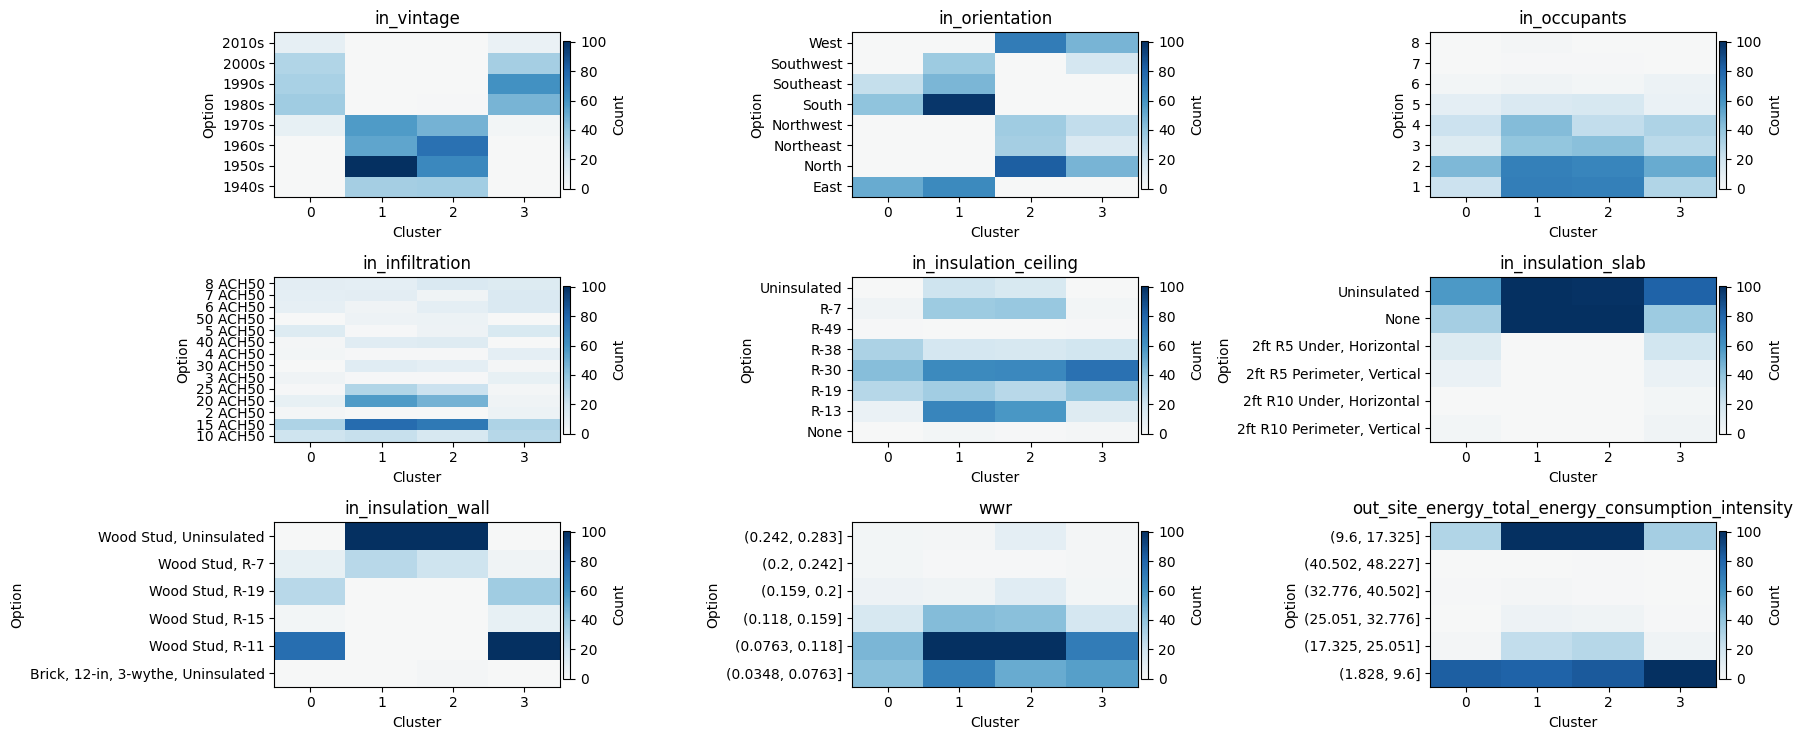 in_vintage
2010s
2000s
1990s
1980s
1970s
1960s
1950s
1940s
Option
0 1 2 3
Cluster
100
80
60
40
20
0
Count
in_orientation
West
Southwest
Southeast
South
Northwest
Northeast
North
East
Option
0 1 2 3
Cluster
100
80
60
40
20
0
Count
in_occupants
8
7
6
5
4
3
2
1
Option
0 1 2 3
Cluster
100
80
60
40
20
0
Count
in_infiltration
8 ACH50
7 ACH50
6 ACH50
50 ACH50
5 ACH50
40 ACH50
4 ACH50
30 ACH50
3 ACH50
25 ACH50
20 ACH50
2 ACH50
15 ACH50
10 ACH50
Option
0 1 2 3
Cluster
100
80
60
40
20
0
Count
in_insulation_ceiling
Uninsulated
R-7
R-49
R-38
R-30
R-19
R-13
None
Option
0 1 2 3
Cluster
100
80
60
40
20
0
Count
in_insulation_slab
Uninsulated
None
2ft R5 Under, Horizontal
2ft R5 Perimeter, Vertical
2ft R10 Under, Horizontal
2ft R10 Perimeter, Vertical
Option
0 1 2 3
Cluster
100
80
60
40
20
0
Count
in_insulation_wall
Wood Stud, Uninsulated
Wood Stud, R-7
Wood Stud, R-19
Wood Stud, R-15
Wood Stud, R-11
Brick, 12-in, 3-wythe, Uninsulated
Option
0 1 2 3
Cluster
100
80
60
40
20
0
Count
wwr
(0.242, 0.283]
(0.2, 0.242]
(0.159, 0.2]
(0.118, 0.159]
(0.0763, 0.118]
(0.0348, 0.0763]
Option
0 1 2 3
Cluster
100
80
60
40
20
0
Count
out_site_energy_total_energy_consumption_intensity
(9.6, 17.325]
(40.502, 48.227]
(32.776, 40.502]
(25.051, 32.776]
(17.325, 25.051]
(1.828, 9.6]
Option
0 1 2 3
Cluster
100
80
60
40
20
0
Count